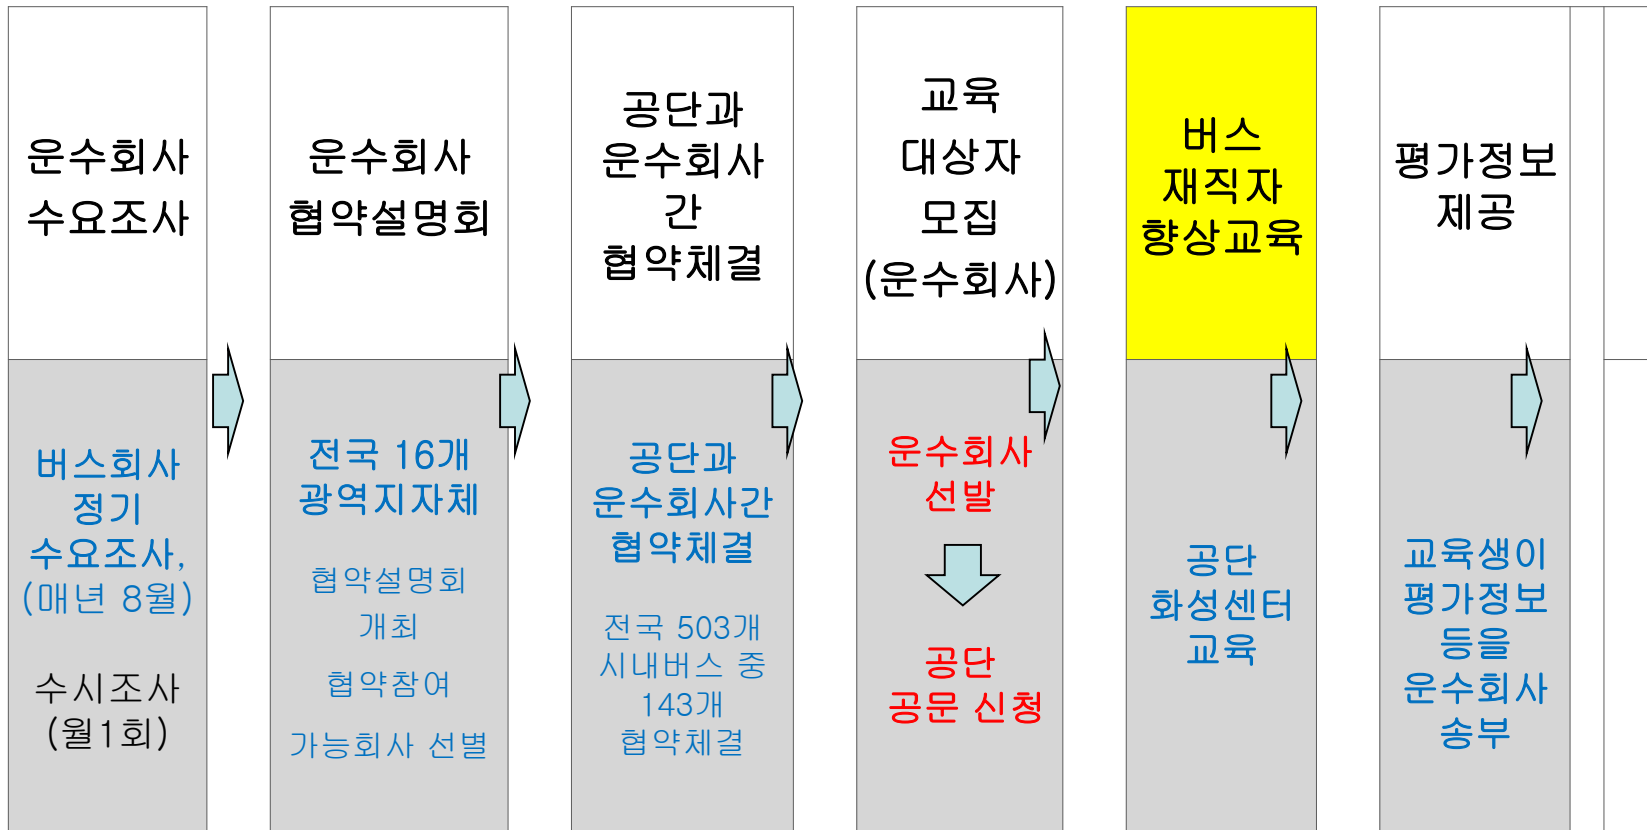 운수회사
수요조사
운수회사
협약설명회
공단과
운수회사
간
협약체결
교육
대상자
모집
(운수회사)
버스
재직자
향상교육
평가정보
제공
버스회사
정기
수요조사,
(매년 8월)
수시조사
(월1회)
전국 16개
광역지자체
협약설명회
개최
협약참여
가능회사 선별
공단과
운수회사간
협약체결
전국 503개
시내버스 중
143개
협약체결
운수회사
선발
공단
공문 신청
공단
화성센터
교육
교육생이
평가정보
등을
운수회사
송부